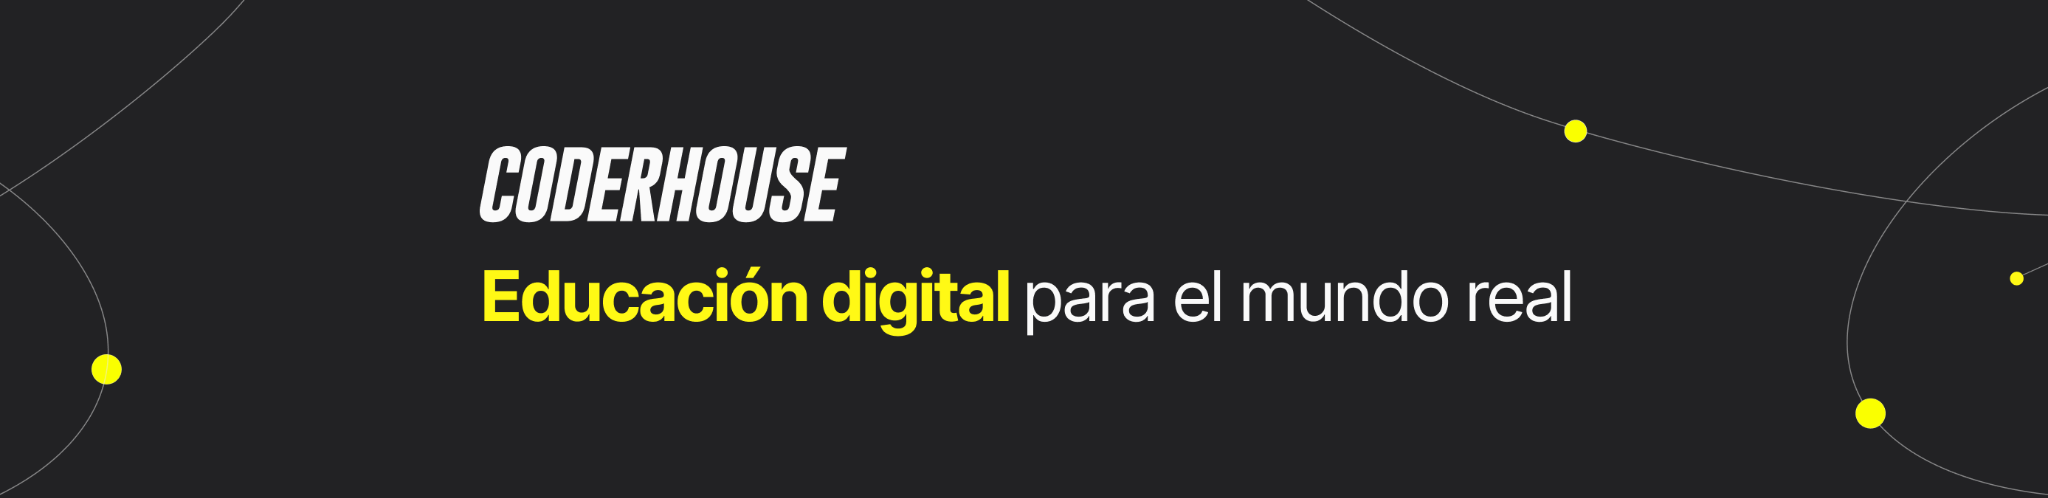 CODERHOUSE
Educación digital para el mundo real